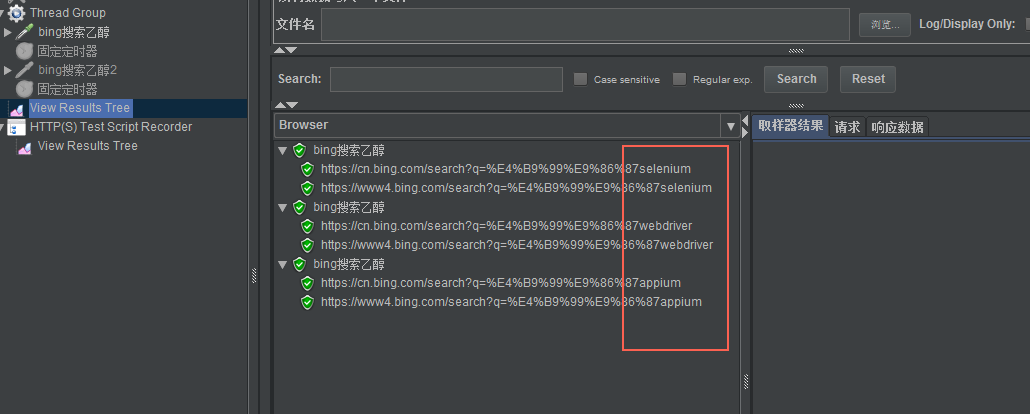 Thread Group
bing搜索乙醇
固定定时器
bing搜索乙醇2
固定定时器
View Results Tree
HTTP(S) Test Script Recorder
View Results Tree
文件名
浏览...
Log/Display Only:
Search:
Case sensitive
Regular exp.
Search
Reset
Browser
bing搜索乙醇
https://cn.bing.com/search?q=%E4%B9%99%E9%86%87selenium
https://www4.bing.com/search?q=%E4%B9%99%E9%86%87selenium
bing搜索乙醇
https://cn.bing.com/search?q=%E4%B9%99%E9%86%87webdriver
https://www4.bing.com/search?q=%E4%B9%99%E9%86%87webdriver
bing搜索乙醇
https://cn.bing.com/search?q=%E4%B9%99%E9%86%87appium
https://www4.bing.com/search?q=%E4%B9%99%E9%86%87appium
取样器结果
请求
响应数据